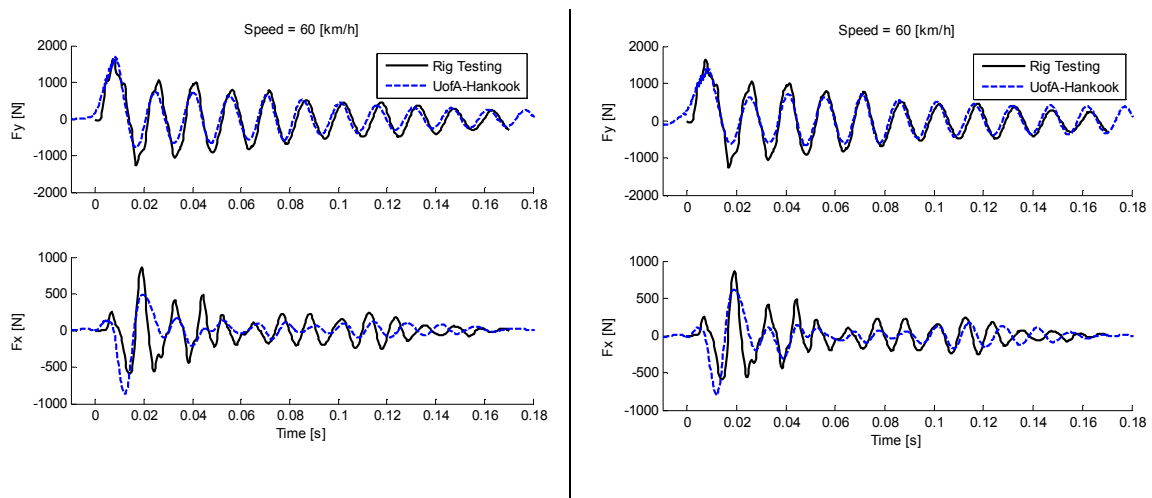 Speed = 60 [km/h]
2000
1000
0
-1000
-2000
Fy [N]
Rig Testing
UofA-Hankook
0 0.02 0.04 0.06 0.08 0.1 0.12 0.14 0.16 0.18
1000
500
0
-500
-1000
Fx [N]
0 0.02 0.04 0.06 0.08 0.1 0.12 0.14 0.16 0.18
Time [s]
Speed = 60 [km/h]
2000
1000
0
-1000
-2000
Fy [N]
Rig Testing
UofA-Hankook
0 0.02 0.04 0.06 0.08 0.1 0.12 0.14 0.16 0.18
1000
500
0
-500
-1000
Fx [N]
0 0.02 0.04 0.06 0.08 0.1 0.12 0.14 0.16 0.18
Time [s]